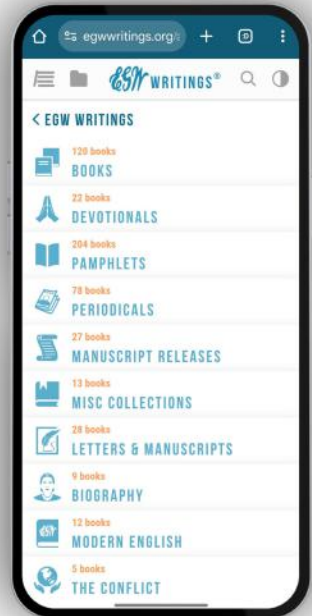 egwwritings.org/
EGW WRITINGS®
< EGW WRITINGS
120 books
BOOKS
22 books
DEVOTIONALS
204 books
PAMPHLETS
78 books
PERIODICALS
27 books
MANUSCRIPT RELEASES
13 books
MISC COLLECTIONS
28 books
LETTERS & MANUSCRIPTS
9 books
BIOGRAPHY
12 books
MODERN ENGLISH
5 books
THE CONFLICT